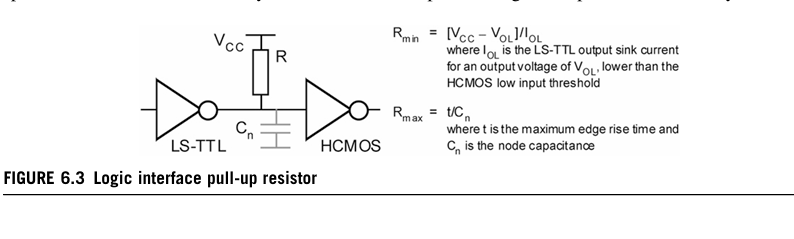 V_CC
R
C_n
LS-TTL
HCMOS
R_min = [V_CC – V_OL]/I_OL
where I_OL is the LS-TTL output sink current
for an output voltage of V_OL, lower than the
HCMOS low input threshold
R_max = t/C_n
where t is the maximum edge rise time and
C_n is the node capacitance
FIGURE 6.3 Logic interface pull-up resistor